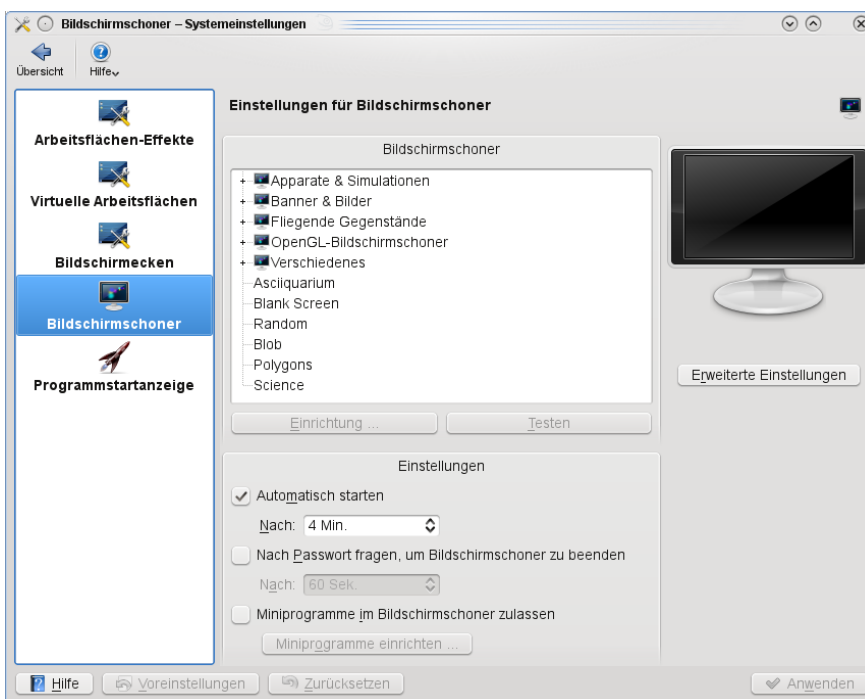 Bildschirmschoner – Systemeinstellungen
Übersicht
Hilfe
Arbeitsflächen-Effekte
Virtuelle Arbeitsflächen
Bildschirmecken
Bildschirmschoner
Programmstartanzeige
Einstellungen für Bildschirmschoner
Bildschirmschoner
Apparate & Simulationen
Banner & Bilder
Fliegende Gegenstände
OpenGL-Bildschirmschoner
Verschiedenes
Asciiquarium
Blank Screen
Random
Blob
Polygons
Science
Einrichtung ...
Testen
Erweiterte Einstellungen
Einstellungen
Automatisch starten
Nach: 4 Min.
Nach Passwort fragen, um Bildschirmschoner zu beenden
Nach: 60 Sek.
Miniprogramme im Bildschirmschoner zulassen
Miniprogramme einrichten ...
Hilfe
Voreinstellungen
Zurücksetzen
Anwenden